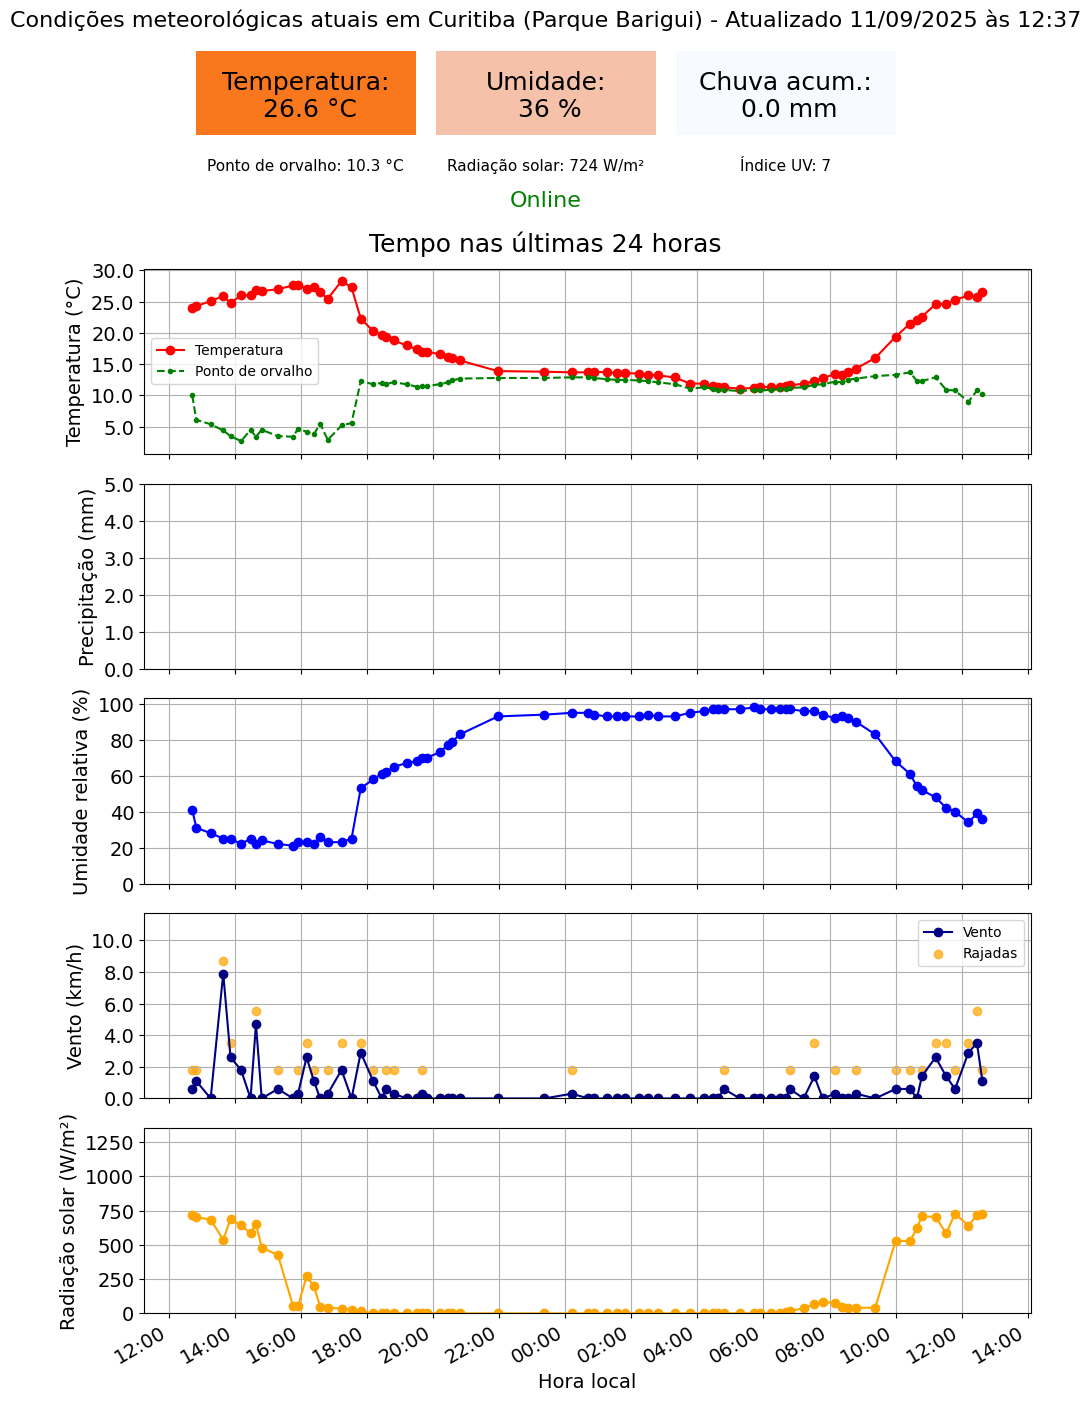 Condições meteorológicas atuais em Curitiba (Parque Barigui) - Atualizado 11/09/2025 às 12:37
Temperatura:
26.6 °C
Umidade:
36 %
Chuva acum.:
0.0 mm
Ponto de orvalho: 10.3 °C
Radiação solar: 724 W/m²
Índice UV: 7
Online
Tempo nas últimas 24 horas
Temperatura (°C)
30.0
25.0
20.0
15.0
10.0
5.0
Temperatura
Ponto de orvalho
Precipitação (mm)
5.0
4.0
3.0
2.0
1.0
0.0
Umidade relativa (%)
100
80
60
40
20
0
Vento (km/h)
10.0
8.0
6.0
4.0
2.0
0.0
Vento
Rajadas
Radiação solar (W/m²)
1250
1000
750
500
250
0
12:00
14:00
16:00
18:00
20:00
22:00
00:00
02:00
04:00
06:00
08:00
10:00
12:00
14:00
Hora local